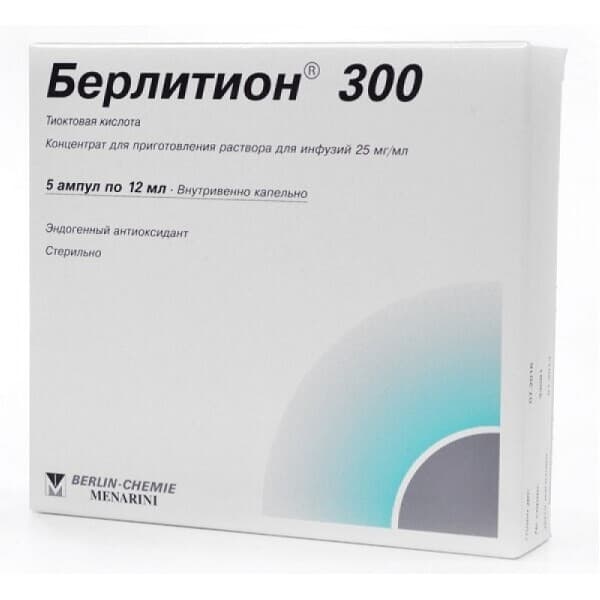 Берлитион® 300
Тиоктовая кислота
Концентрат для приготовления раствора для инфузий 25 мг/мл
5 ампул по 12 мл · Внутривенно капельно
Эндогенный антиоксидант
Стерильно
BERLIN-CHEMIE
MENARINI